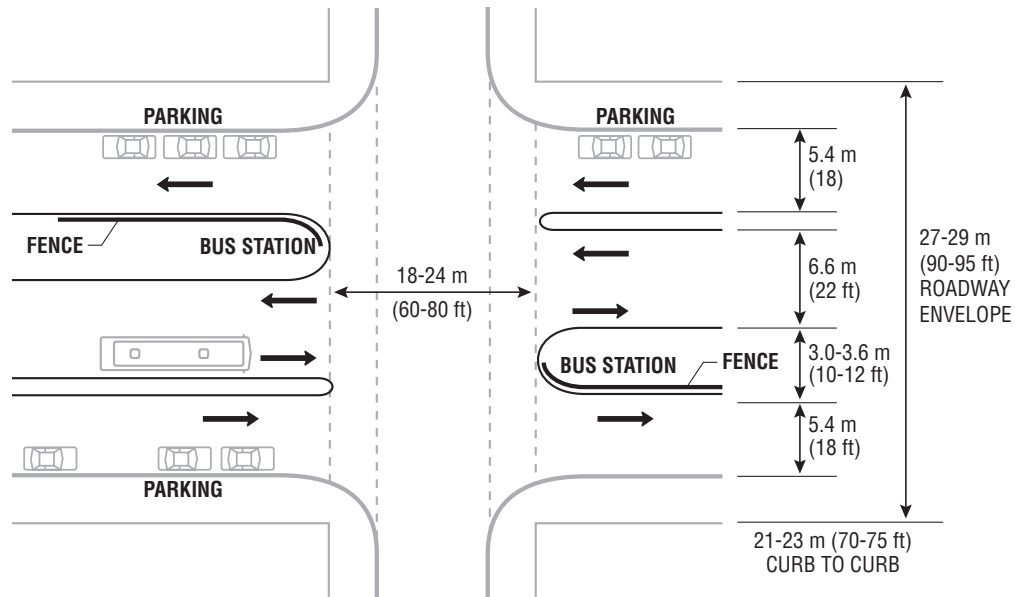 PARKING
PARKING
5.4 m
(18)
FENCE
BUS STATION
27-29 m
(90-95 ft)
ROADWAY
ENVELOPE
18-24 m
(60-80 ft)
6.6 m
(22 ft)
BUS STATION
FENCE
3.0-3.6 m
(10-12 ft)
5.4 m
(18 ft)
PARKING
21-23 m (70-75 ft)
CURB TO CURB